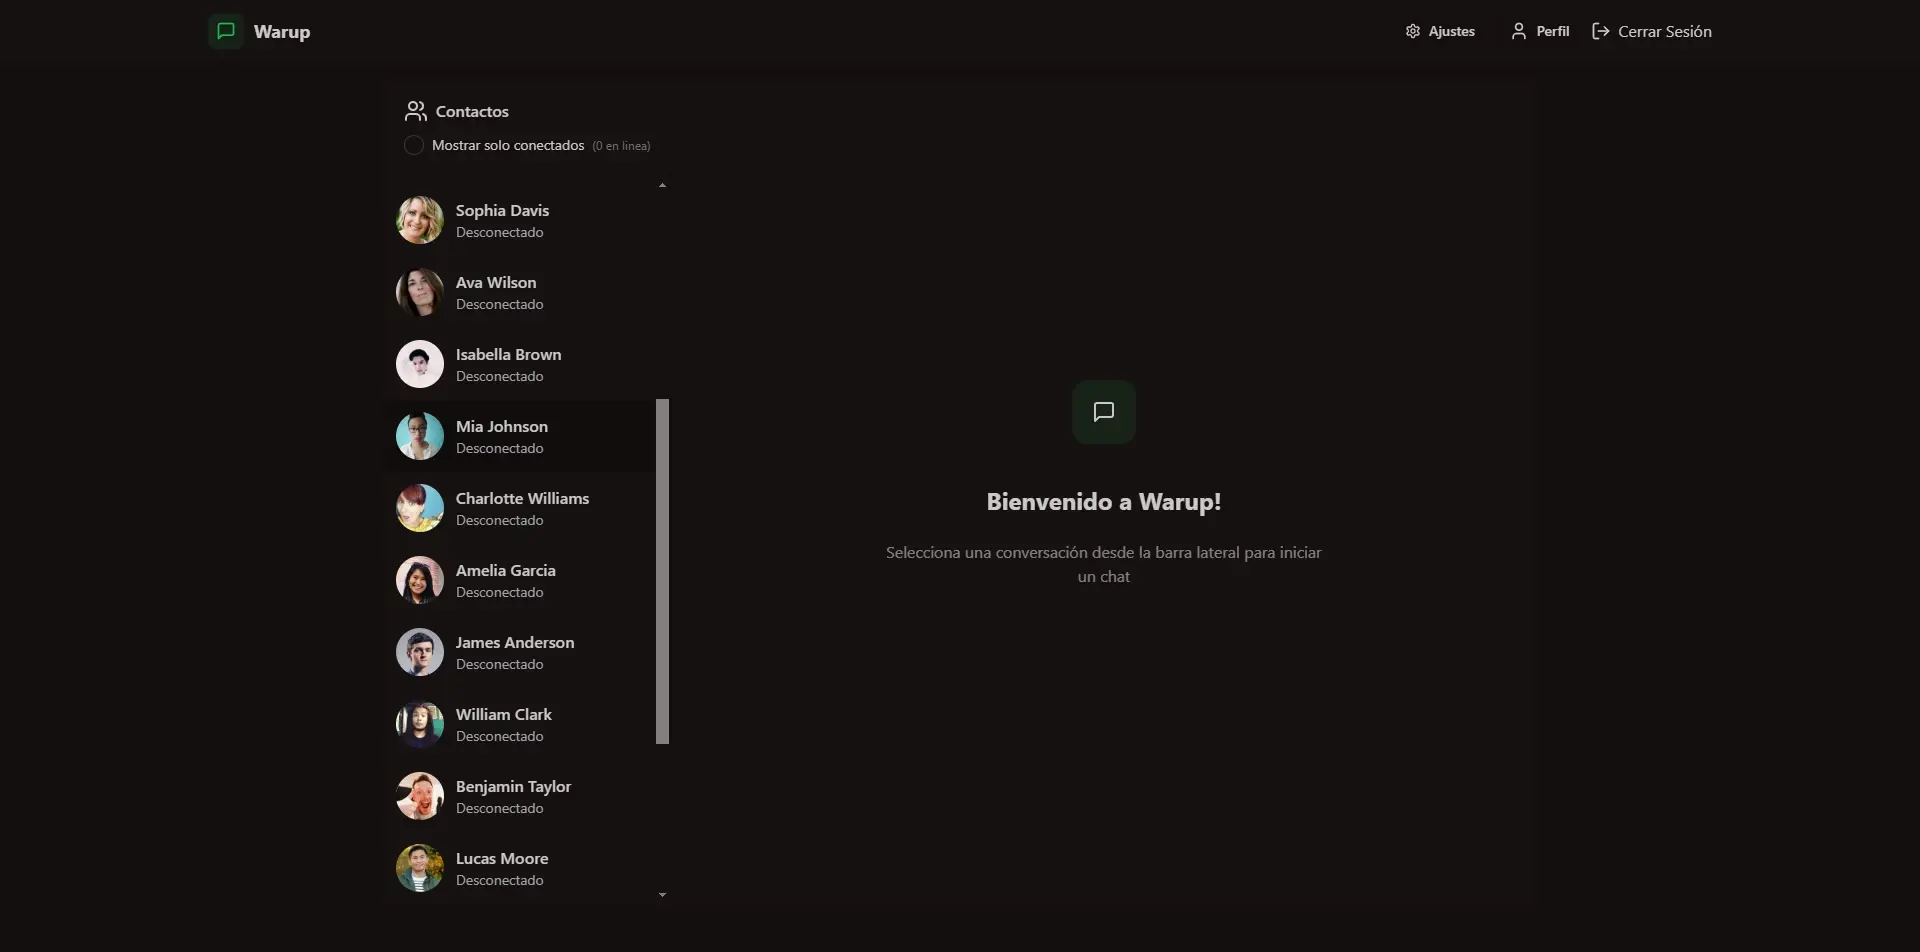 Warup
Ajustes
Perfil
Cerrar Sesión
Contactos
Mostrar solo conectados (0 en linea)
Sophia Davis
Desconectado
Ava Wilson
Desconectado
Isabella Brown
Desconectado
Mia Johnson
Desconectado
Charlotte Williams
Desconectado
Amelia Garcia
Desconectado
James Anderson
Desconectado
William Clark
Desconectado
Benjamin Taylor
Desconectado
Lucas Moore
Desconectado
Bienvenido a Warup!
Selecciona una conversación desde la barra lateral para iniciar
un chat